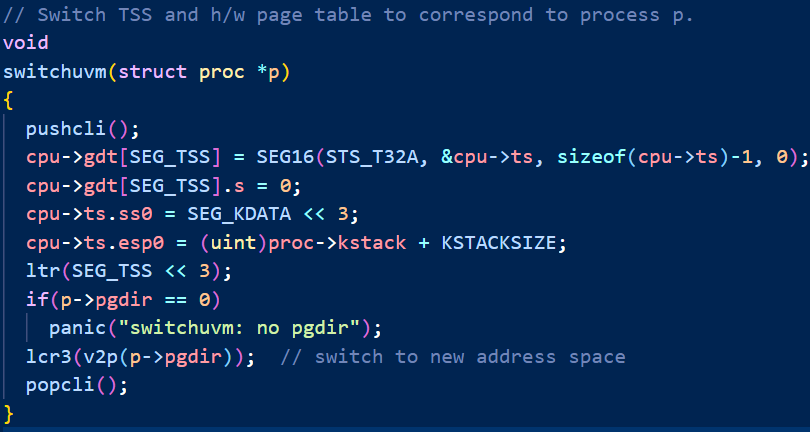 // Switch TSS and h/w page table to correspond to process p.
void
switchuvm(struct proc *p)
{
  pushcli();
  cpu->gdt[SEG_TSS] = SEG16(STS_T32A, &cpu->ts, sizeof(cpu->ts)-1, 0);
  cpu->gdt[SEG_TSS].s = 0;
  cpu->ts.ss0 = SEG_KDATA << 3;
  cpu->ts.esp0 = (uint)proc->kstack + KSTACKSIZE;
  ltr(SEG_TSS << 3);
  if(p->pgdir == 0)
    panic("switchuvm: no pgdir");
  lcr3(v2p(p->pgdir));  // switch to new address space
  popcli();
}